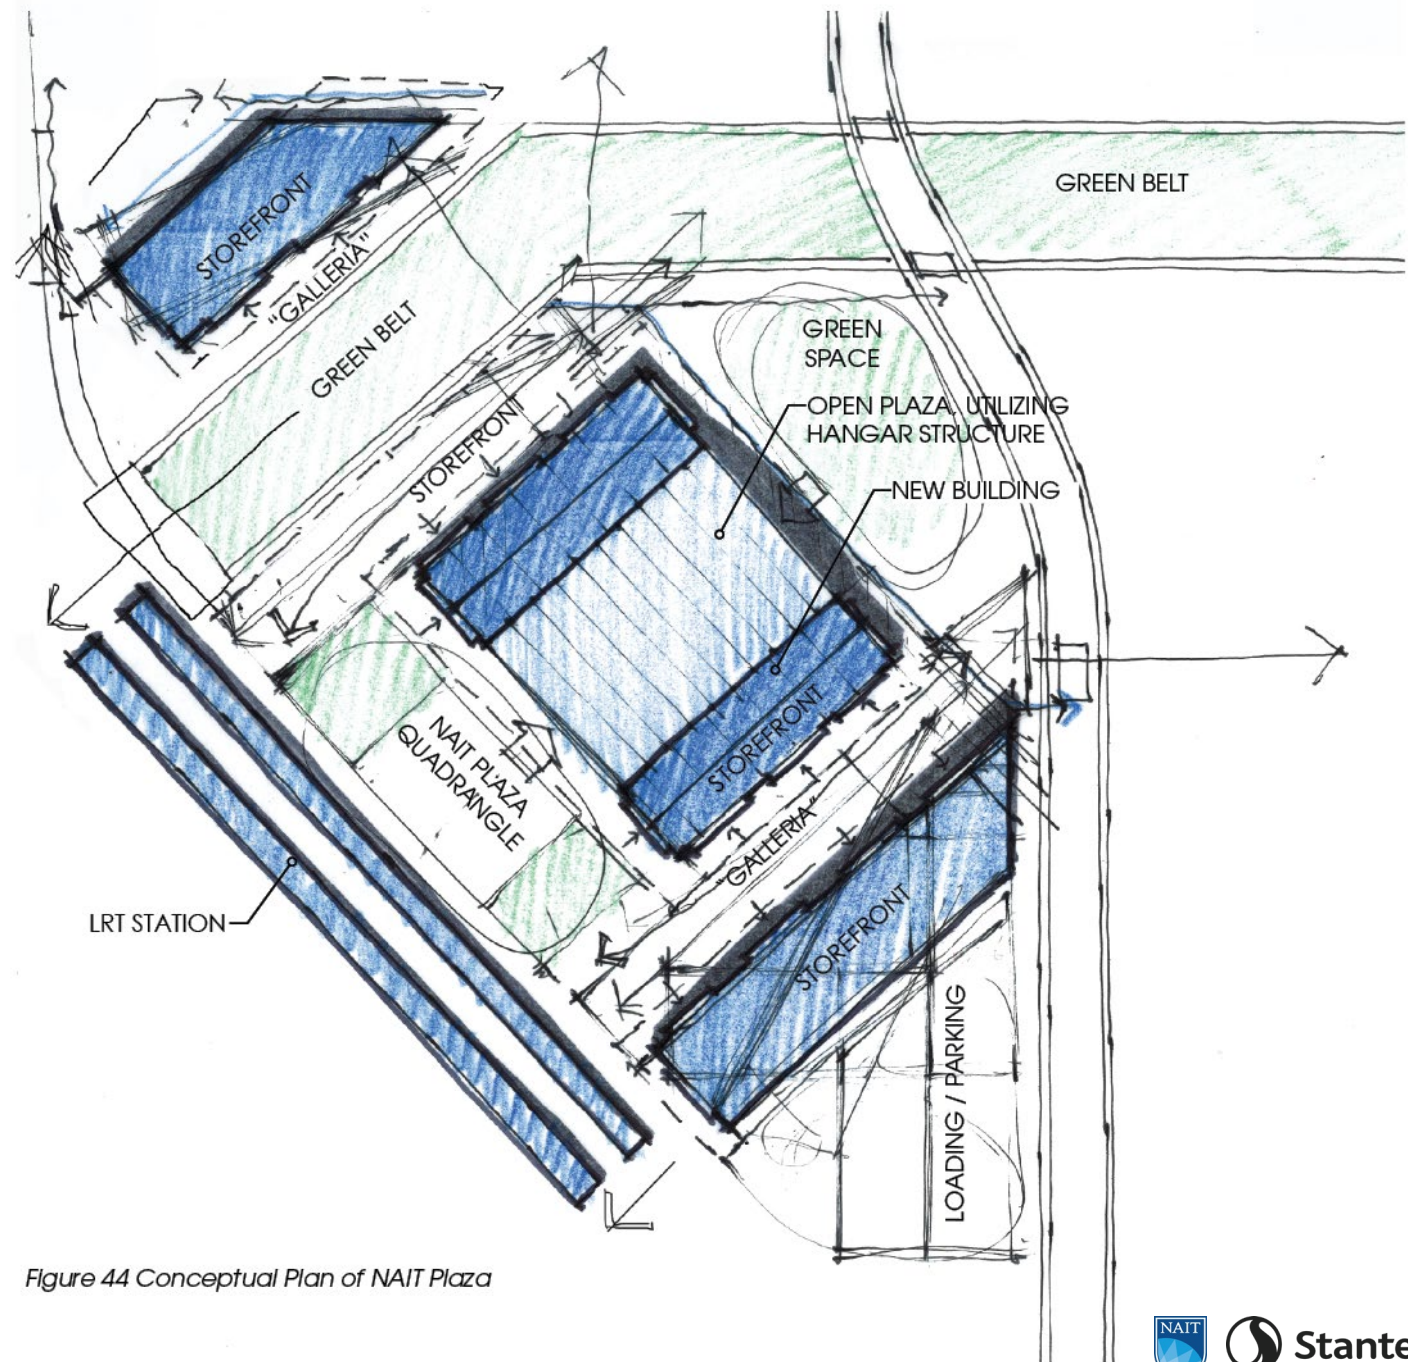 GREEN BELT
STOREFRONT
"GALLERIA"
GREEN BELT
GREEN
SPACE
OPEN PLAZA, UTILIZING
HANGAR STRUCTURE
STOREFRONT
NEW BUILDING
NAIT PLAZA
QUADRANGLE
STOREFRONT
"GALLERIA"
STOREFRONT
LRT STATION
LOADING / PARKING
Figure 44 Conceptual Plan of NAIT Plaza
NAIT
Stante